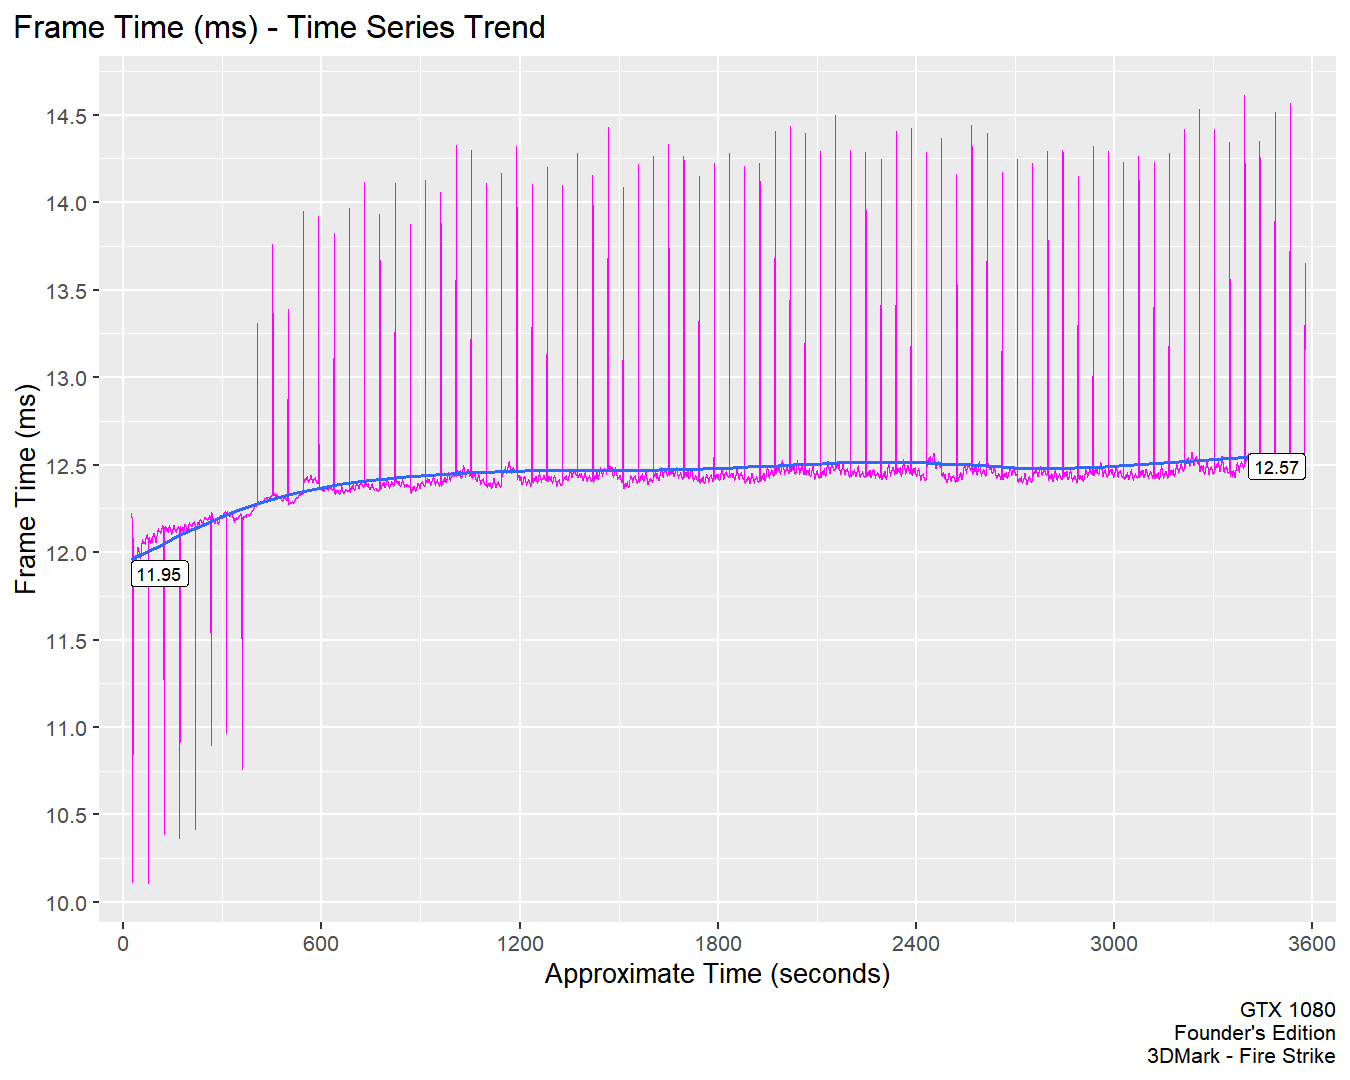 Frame Time (ms) - Time Series Trend
Frame Time (ms)
14.5
14.0
13.5
13.0
12.5
12.0
11.5
11.0
10.5
10.0
11.95
12.57
0 600 1200 1800 2400 3000 3600
Approximate Time (seconds)
GTX 1080
Founder's Edition
3DMark - Fire Strike